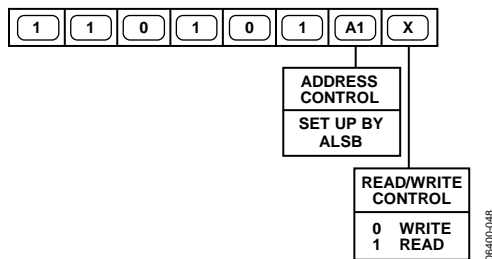 1 1 0 1 0 1 A1 X
ADDRESS
CONTROL
SET UP BY
ALSB
READ/WRITE
CONTROL
0 WRITE
1 READ
06400-048